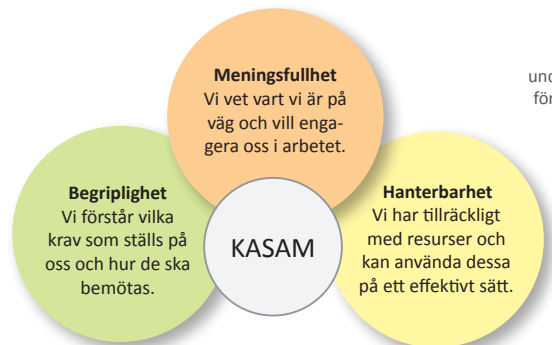 Meningsfullhet
Vi vet vart vi är på
väg och vill enga-
gera oss i arbetet.
Begriplighet
Vi förstår vilka
krav som ställs på
oss och hur de ska
bemötas.
KASAM
Hanterbarhet
Vi har tillräckligt
med resurser och
kan använda dessa
på ett effektivt sätt.